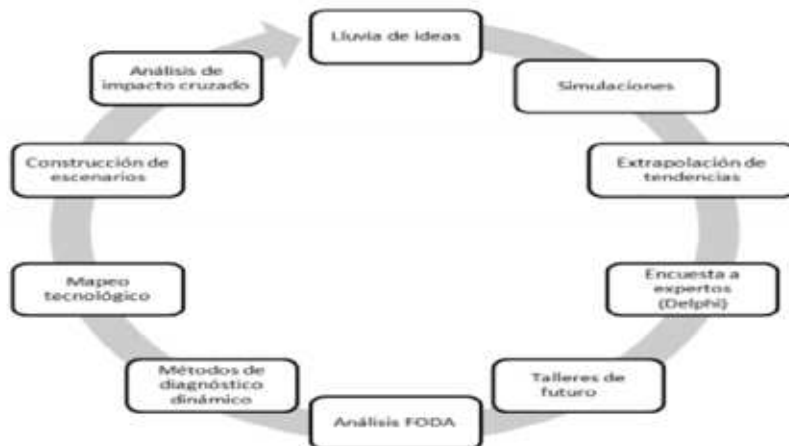 Lluvia de ideas
Simulaciones
Extrapolación de
tendencias
Encuesta a
expertos
(Delphi)
Talleres de
futuro
Análisis FODA
Métodos de
diagnóstico
dinámico
Mapeo
tecnológico
Construcción de
escenarios
Análisis de
impacto cruzado